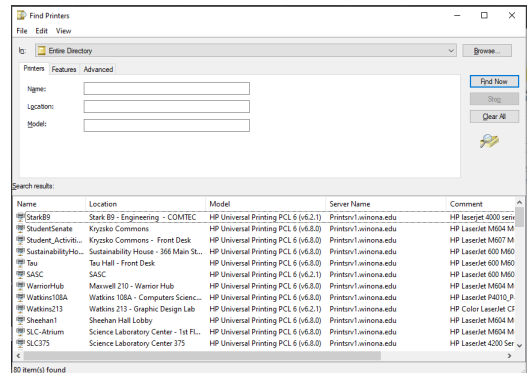 Find Printers
File Edit View
In: Entire Directory Browse...
Printers Features Advanced
Name:
Location:
Model:
Find Now
Stop
Clear All
Search results:
Name Location Model Server Name Comment
StarkB9 Stark B9 - Engineering - COMTEC HP Universal Printing PCL 6 (v6.2.1) Printsrv1.winona.edu HP laserjet 4000 serie
StudentSenate Kryzsko Commons HP Universal Printing PCL 6 (v6.8.0) Printsrv1.winona.edu HP LaserJet M604 M
Student_Activiti... Kryzsko Commons - Front Desk HP Universal Printing PCL 6 (v6.8.0) Printsrv1.winona.edu HP LaserJet M607 M
SustainabilityHo... Sustainability House - 366 Main St... HP Universal Printing PCL 6 (v6.8.0) Printsrv1.winona.edu HP LaserJet 600 M60
Tau Tau Hall - Front Desk HP Universal Printing PCL 6 (v6.8.0) Printsrv1.winona.edu HP LaserJet 600 M60
SASC SASC HP Universal Printing PCL 6 (v6.2.1) Printsrv1.winona.edu HP LaserJet 600 M60
WarriorHub Maxwell 210 - Warrior Hub HP Universal Printing PCL 6 (v6.8.0) Printsrv1.winona.edu HP LaserJet M604 M
Watkins108A Watkins 108A - Computers Scienc... HP Universal Printing PCL 6 (v6.8.0) Printsrv1.winona.edu HP LaserJet P4010_P
Watkins213 Watkins 213 - Graphic Design Lab HP Universal Printing PCL 6 (v6.2.1) Printsrv1.winona.edu HP Color LaserJet CP
Sheehan1 Sheehan Hall Lobby HP Universal Printing PCL 6 (v6.8.0) Printsrv1.winona.edu HP LaserJet M604 M
SLC-Atrium Science Laboratory Center - 1st Fl... HP Universal Printing PCL 6 (v6.8.0) Printsrv1.winona.edu HP LaserJet M604 M
SLC375 Science Laboratory Center 375 HP Universal Printing PCL 6 (v6.8.0) Printsrv1.winona.edu HP LaserJet 4200 Ser
80 item(s) found